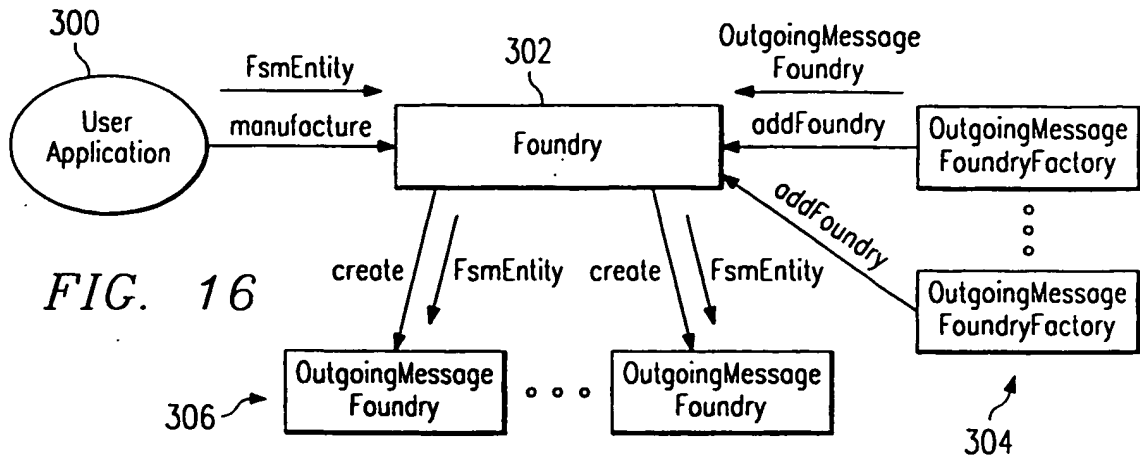 300
FsmEntity
manufacture
User
Application
302
Foundry
OutgoingMessage
Foundry
addFoundry
OutgoingMessage
FoundryFactory
addFoundry
OutgoingMessage
FoundryFactory
304
create
FsmEntity
create
FsmEntity
FIG. 16
OutgoingMessage
Foundry
OutgoingMessage
Foundry
306